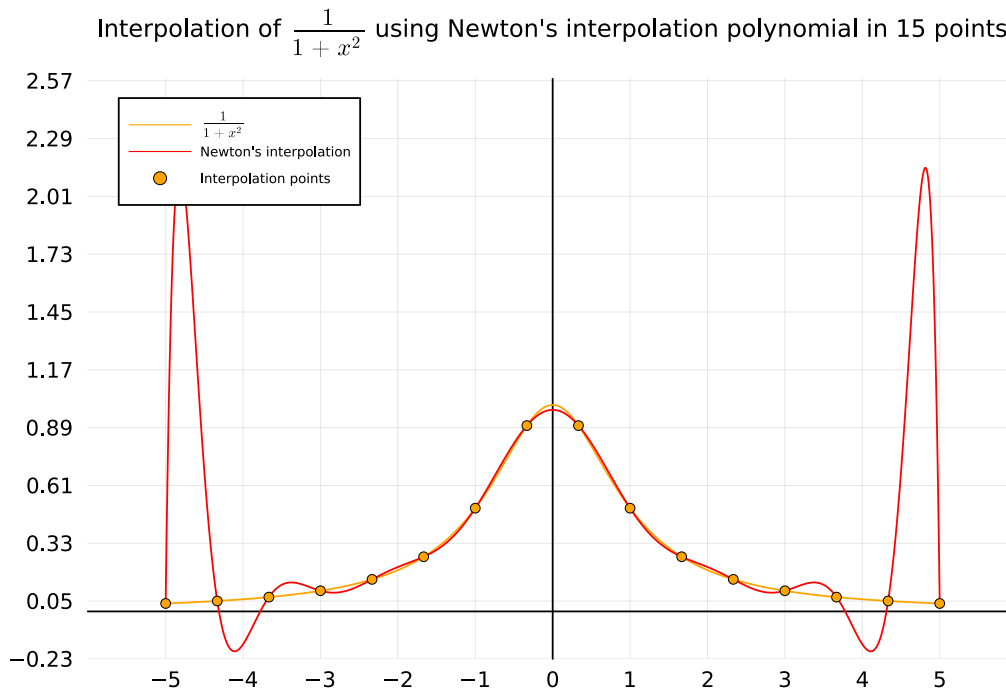 Interpolation of 1/(1 + x²) using Newton's interpolation polynomial in 15 points
2.57
2.29
2.01
1.73
1.45
1.17
0.89
0.61
0.33
0.05
−0.23
1/(1 + x²)
Newton's interpolation
Interpolation points
−5 −4 −3 −2 −1 0 1 2 3 4 5